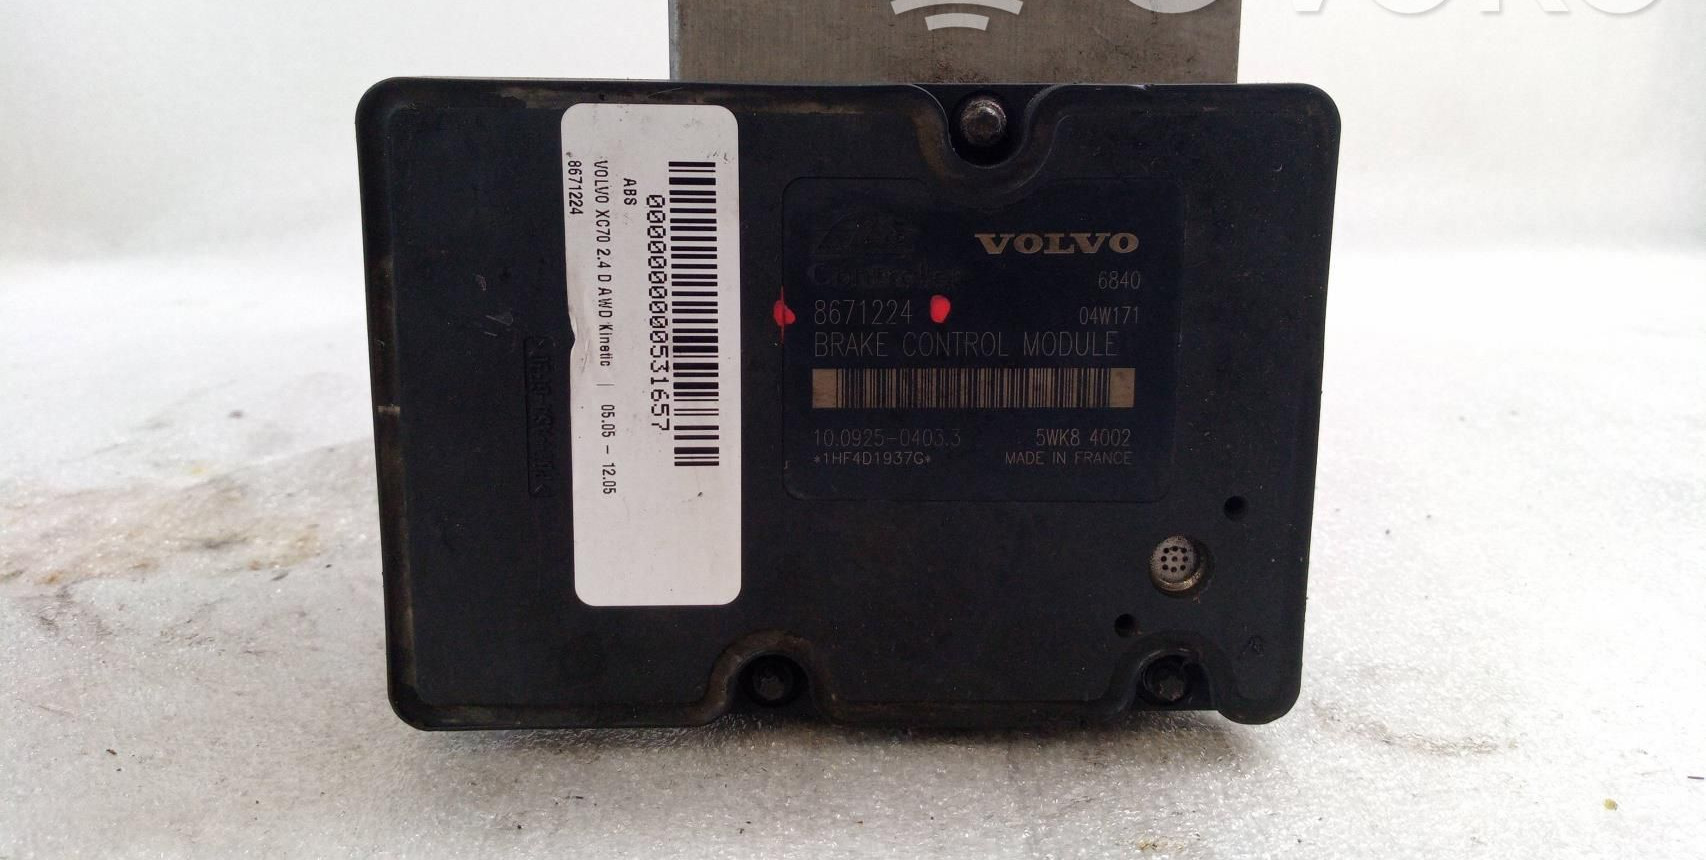 0000000000531657
ABS
VOLVO XC70 2.4 D AWD Kinetic | 05.05 - 12.05
8671224
VOLVO
6840
8671224 04W171
BRAKE CONTROL MODULE
10.0925-0403.3 5WK8 4002
*1HF4D1937G* MADE IN FRANCE